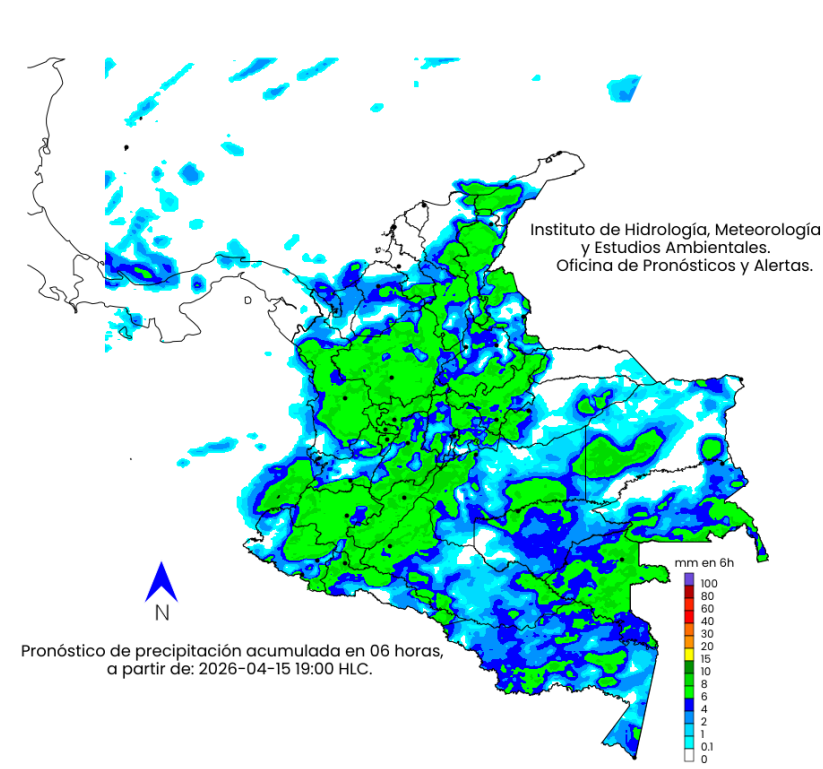 Instituto de Hidrología, Meteorología
y Estudios Ambientales.
Oficina de Pronósticos y Alertas.
mm en 6h
100
80
60
40
30
20
15
10
8
6
4
2
1
0.1
0
N
Pronóstico de precipitación acumulada en 06 horas,
a partir de: 2026-04-15 19:00 HLC.